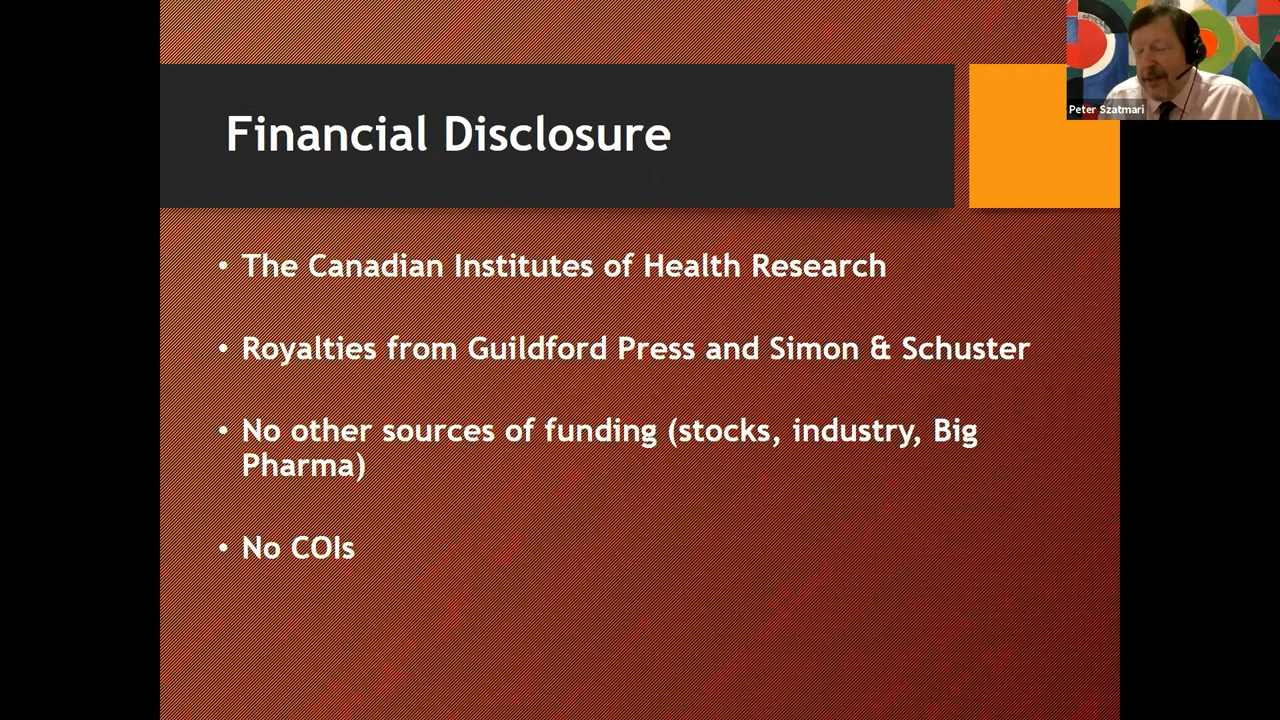 Financial Disclosure
Peter Szatmari
• The Canadian Institutes of Health Research
• Royalties from Guildford Press and Simon & Schuster
• No other sources of funding (stocks, industry, Big
Pharma)
• No COIs